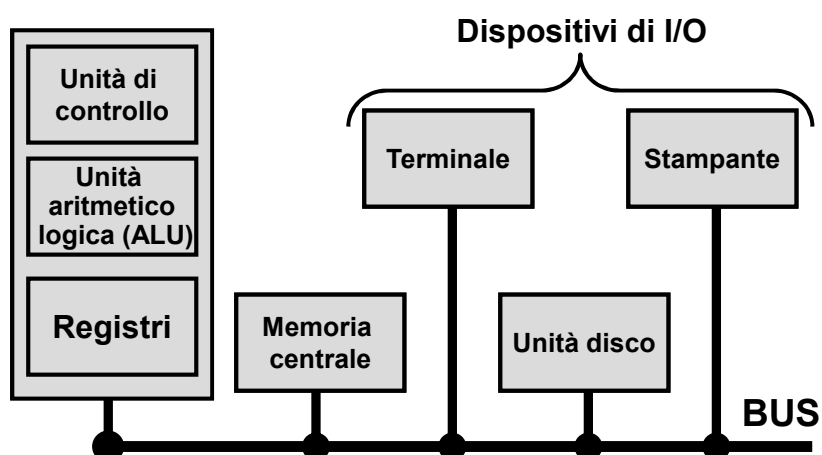 Dispositivi di I/O
Unità di
controllo
Unità
aritmetico
logica (ALU)
Registri
Terminale
Stampante
Memoria
centrale
Unità disco
BUS